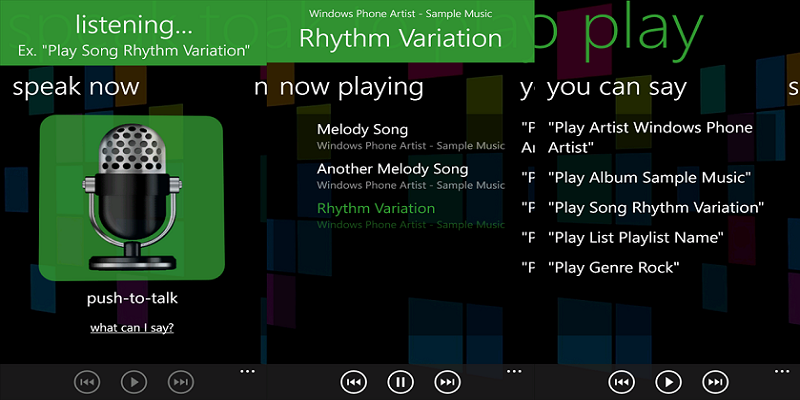 listening...
Ex. "Play Song Rhythm Variation"
speak now
push-to-talk
what can I say?
Windows Phone Artist - Sample Music
Rhythm Variation
n
now playing
y
Melody Song
Windows Phone Artist - Sample Music
Another Melody Song
Windows Phone Artist - Sample Music
Rhythm Variation
Windows Phone Artist - Sample Music
"P
Ar
"P
"P
"P
"P
play
you can say
s
"Play Artist Windows Phone
Artist"
"Play Album Sample Music"
"Play Song Rhythm Variation"
"Play List Playlist Name"
"Play Genre Rock"